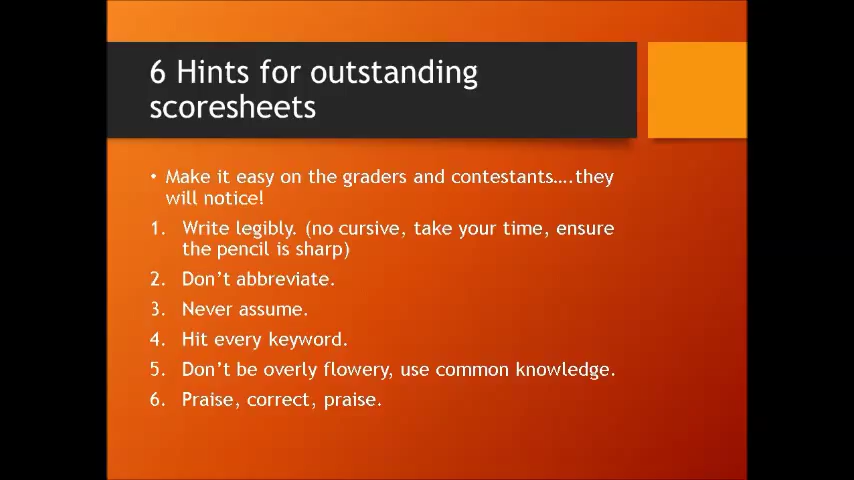 6 Hints for outstanding
scoresheets
• Make it easy on the graders and contestants....they
will notice!
1. Write legibly. (no cursive, take your time, ensure
the pencil is sharp)
2. Don't abbreviate.
3. Never assume.
4. Hit every keyword.
5. Don't be overly flowery, use common knowledge.
6. Praise, correct, praise.